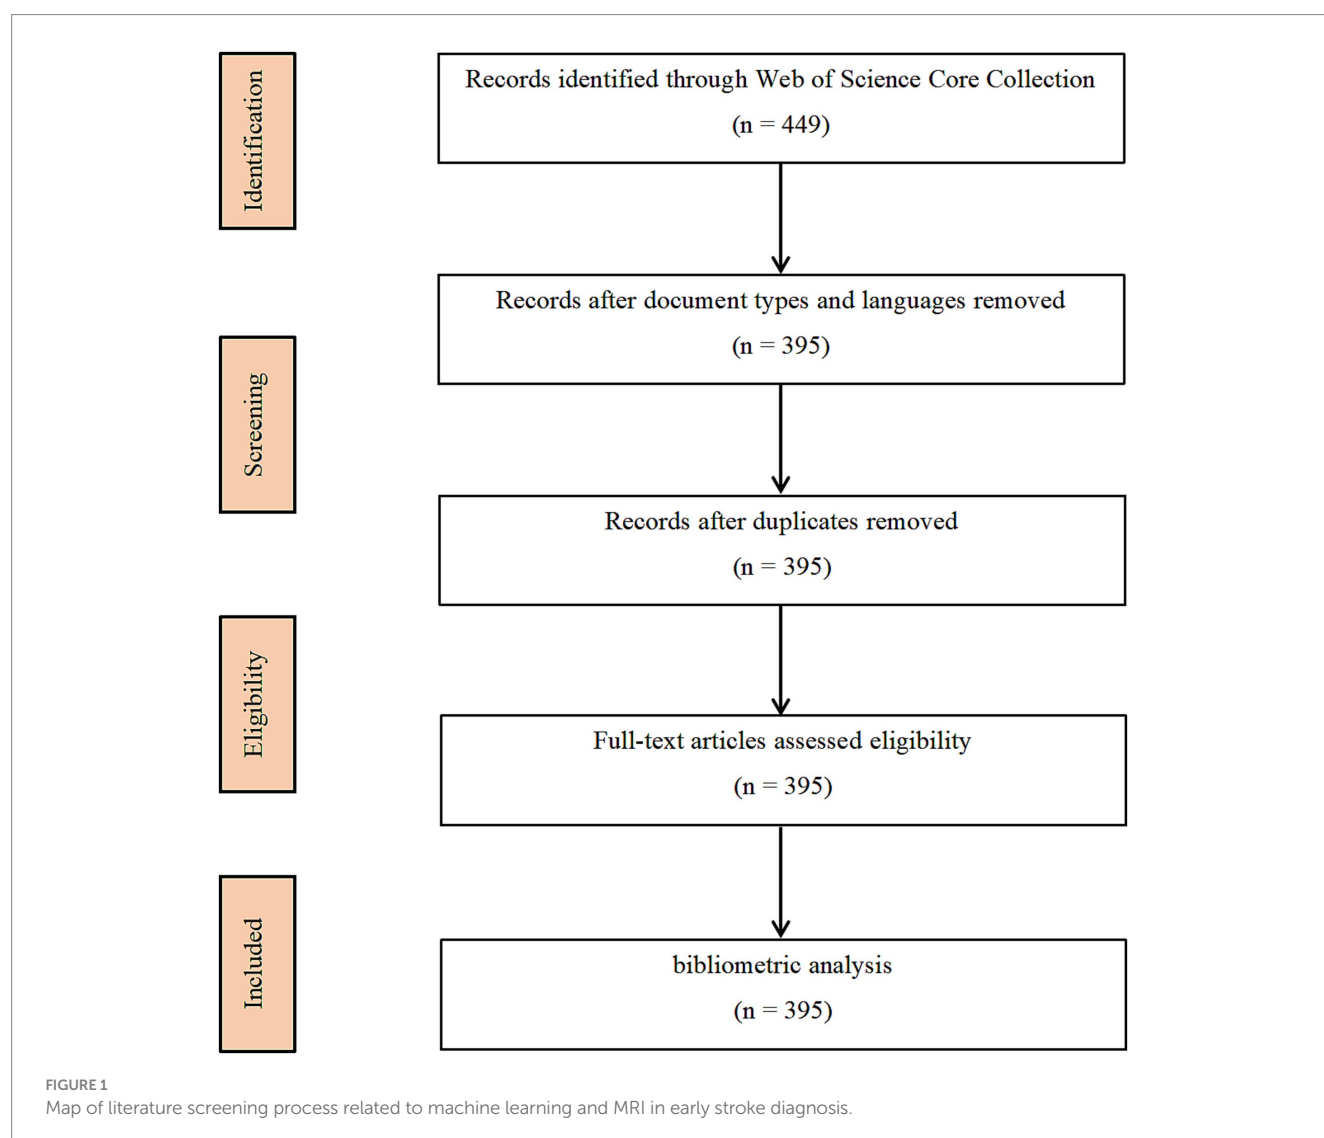 Identification
Records identified through Web of Science Core Collection
(n = 449)
Records after document types and languages removed
(n = 395)
Screening
Records after duplicates removed
(n = 395)
Eligibility
Full-text articles assessed eligibility
(n = 395)
Included
bibliometric analysis
(n = 395)
FIGURE 1
Map of literature screening process related to machine learning and MRI in early stroke diagnosis.